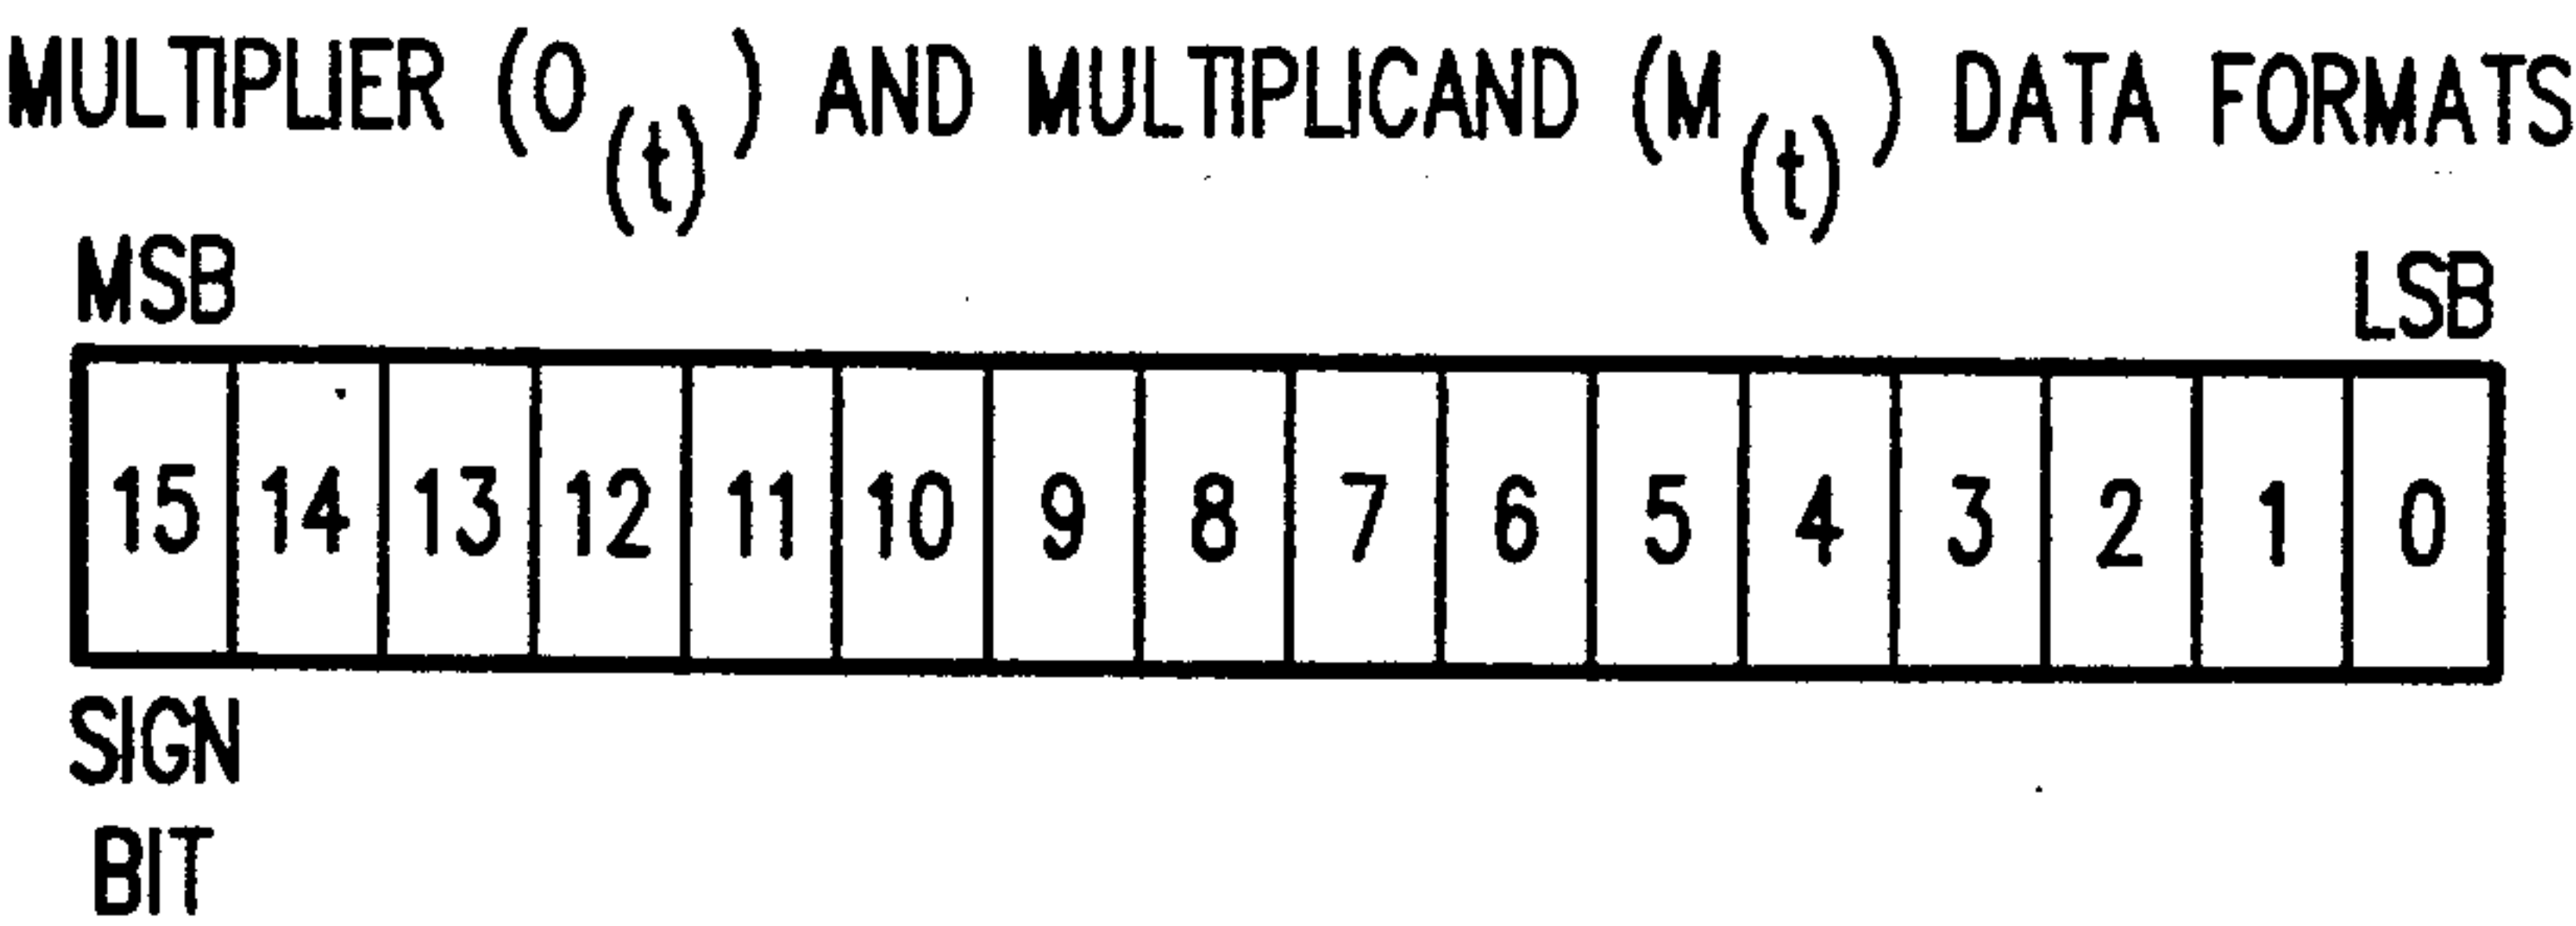 MULTIPLIER (O(t)) AND MULTIPLICAND (M(t)) DATA FORMATS
MSB LSB
15 14 13 12 11 10 9 8 7 6 5 4 3 2 1 0
SIGN
BIT